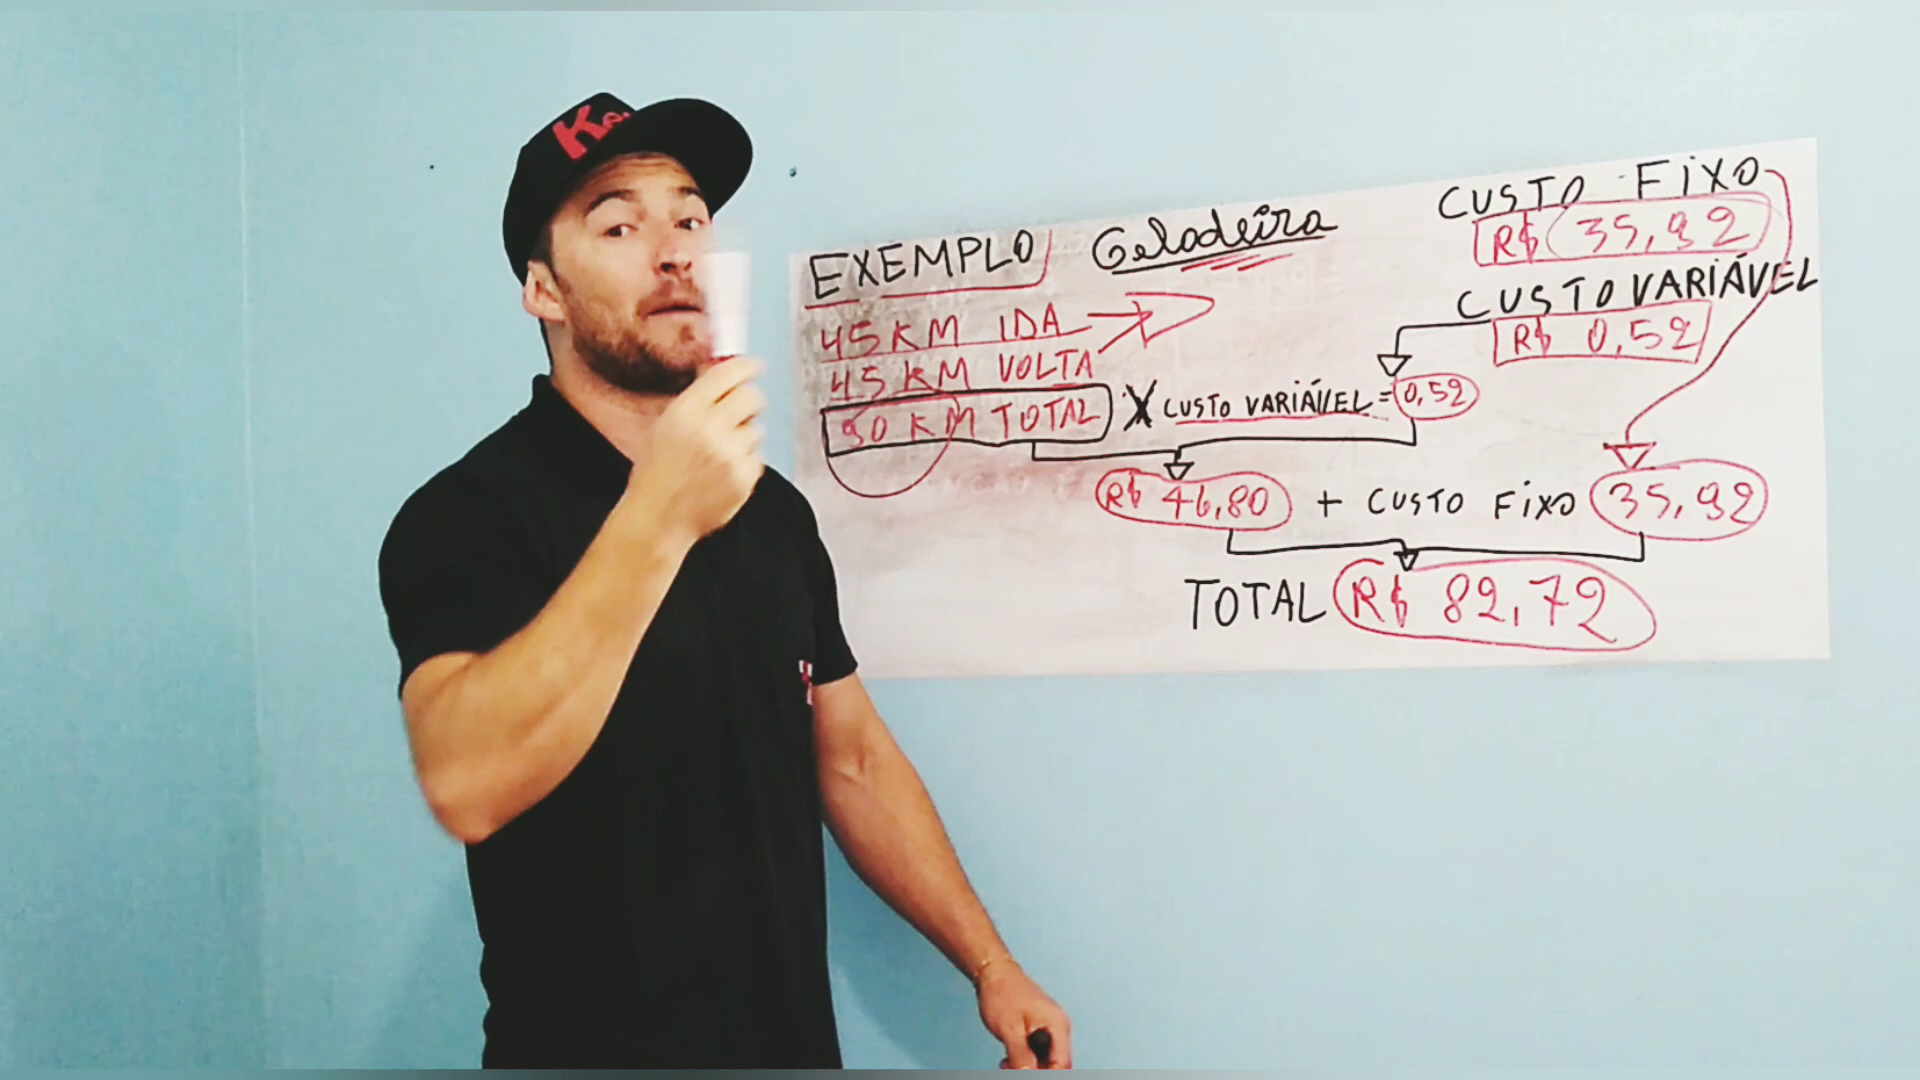 Ke
EXEMPLO Geladeira
CUSTO FIXO
R$ 35,92
CUSTO VARIÁVEL
R$ 0,52
45 KM IDA
45 KM VOLTA
90 KM TOTAL X CUSTO VARIÁVEL = 0,52
R$ 46,80 + CUSTO FIXO 35,92
TOTAL R$ 82,72